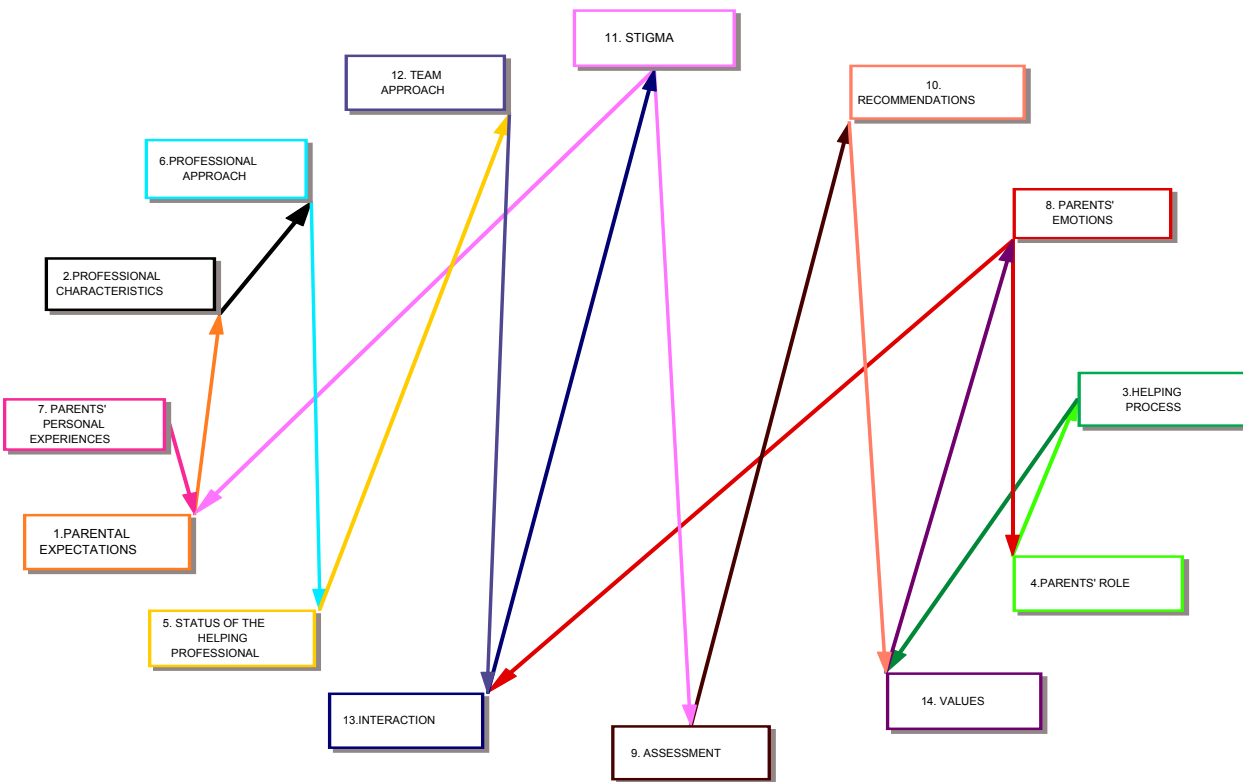 11. STIGMA
12. TEAM
APPROACH
10.
RECOMMENDATIONS
6.PROFESSIONAL
APPROACH
8. PARENTS'
EMOTIONS
2.PROFESSIONAL
CHARACTERISTICS
3.HELPING
PROCESS
7. PARENTS'
PERSONAL
EXPERIENCES
1.PARENTAL
EXPECTATIONS
4.PARENTS' ROLE
5. STATUS OF THE
HELPING
PROFESSIONAL
13.INTERACTION
14. VALUES
9. ASSESSMENT